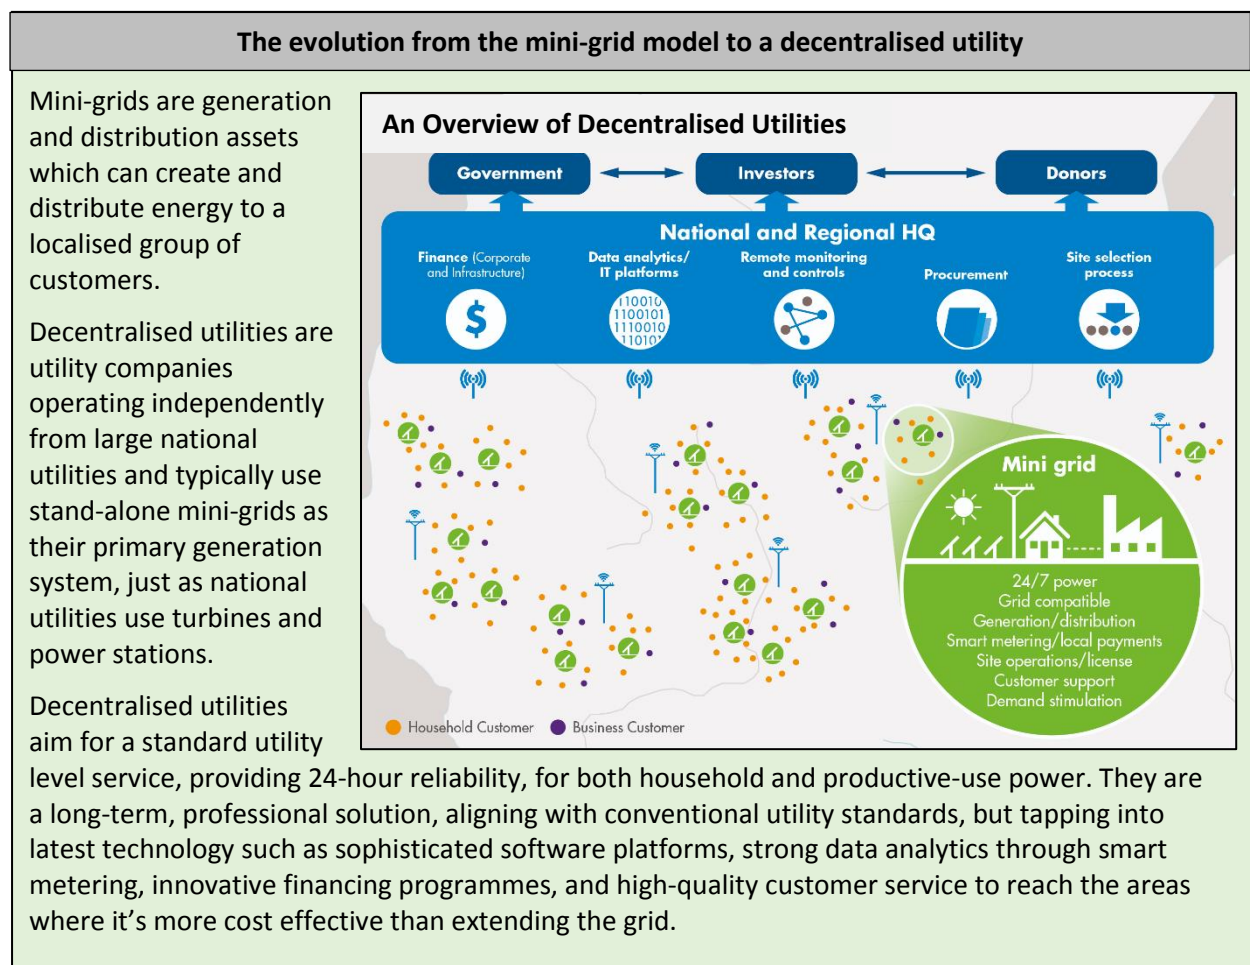 The evolution from the mini-grid model to a decentralised utility
Mini-grids are generation
and distribution assets
which can create and
distribute energy to a
localised group of
customers.
Decentralised utilities are
utility companies
operating independently
from large national
utilities and typically use
stand-alone mini-grids as
their primary generation
system, just as national
utilities use turbines and
power stations.
Decentralised utilities
aim for a standard utility
level service, providing 24-hour reliability, for both household and productive-use power. They are
a long-term, professional solution, aligning with conventional utility standards, but tapping into
latest technology such as sophisticated software platforms, strong data analytics through smart
metering, innovative financing programmes, and high-quality customer service to reach the areas
where it’s more cost effective than extending the grid.
An Overview of Decentralised Utilities
Government
Investors
Donors
National and Regional HQ
Finance (Corporate
and Infrastructure)
$
Data analytics/
IT platforms
110010
1100101
1110010
110101
Remote monitoring
and controls
Procurement
Site selection
process
Mini grid
24/7 power
Grid compatible
Generation/distribution
Smart metering/local payments
Site operations/license
Customer support
Demand stimulation
Household Customer
Business Customer